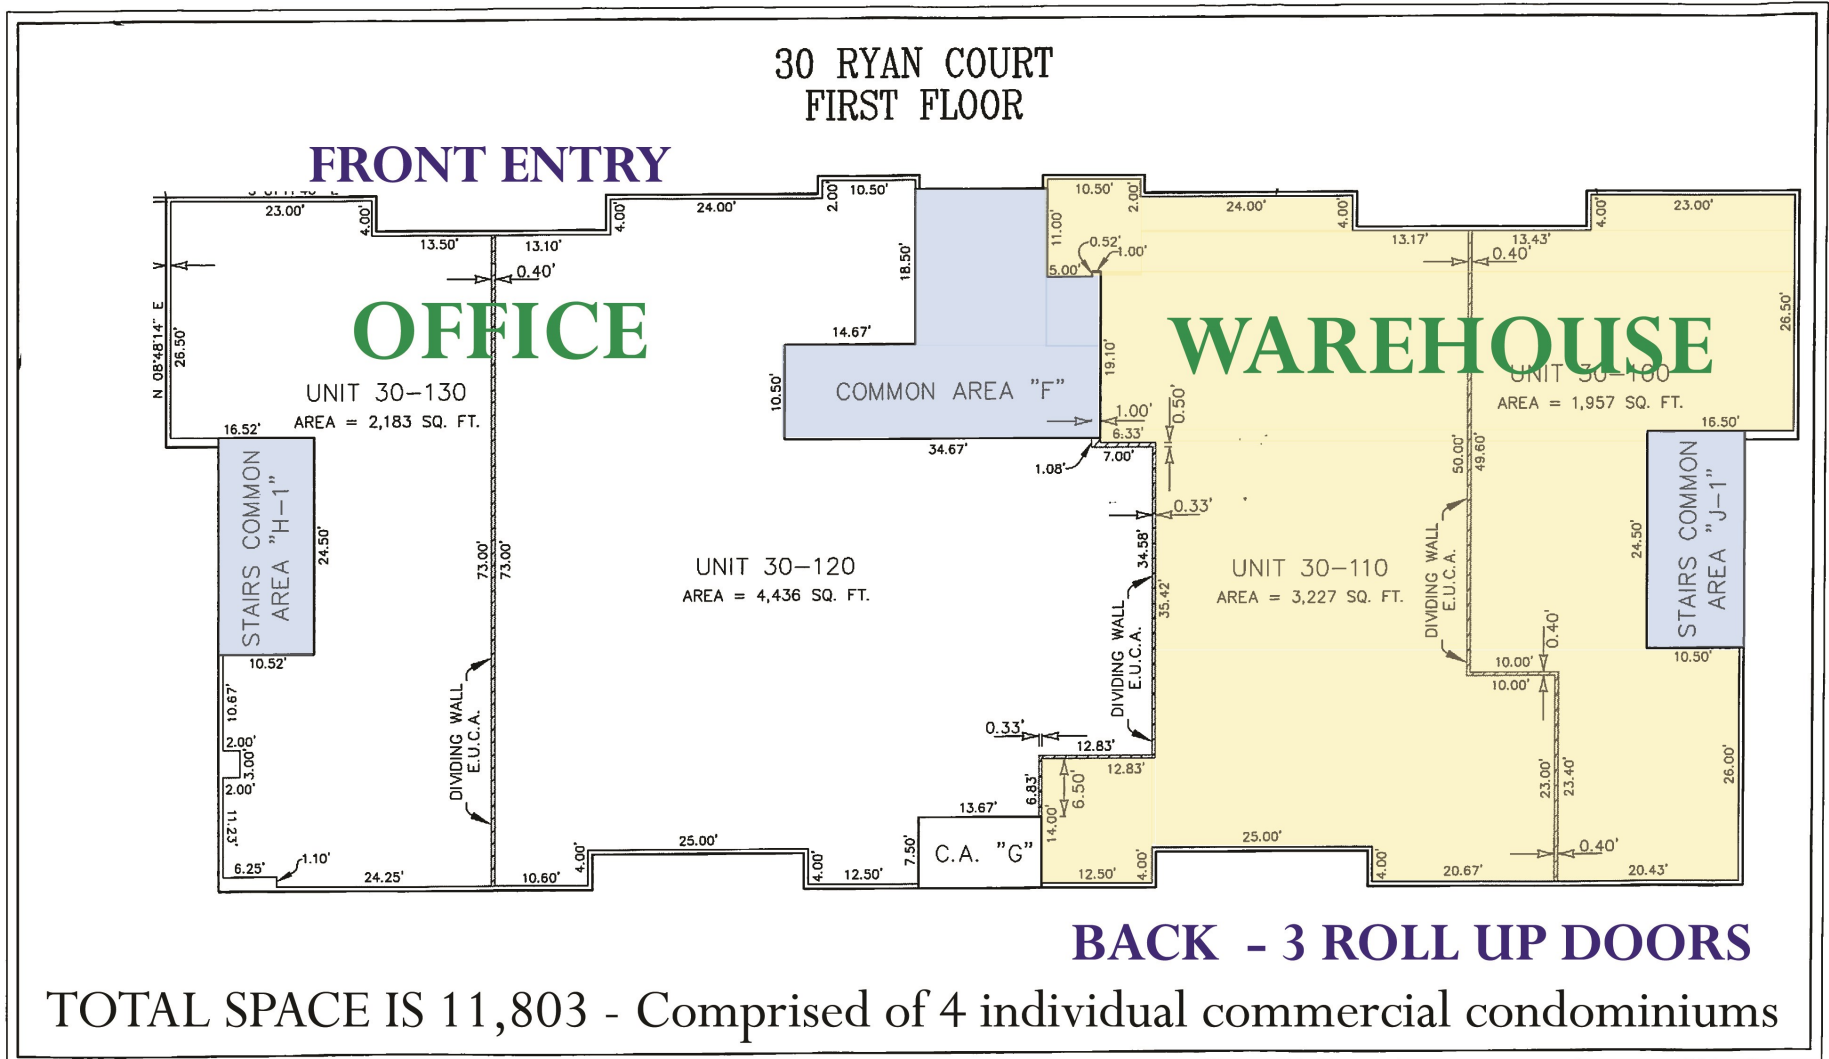 30 RYAN COURT
FIRST FLOOR
FRONT ENTRY
23.00'
4.00'
13.50'
13.10'
4.00'
24.00'
2.00'
10.50'
10.50'
2.00'
24.00'
4.00'
13.17'
13.43'
4.00'
23.00'
0.40'
18.50'
11.00'
0.52'
1.00'
5.00'
0.40'
N 08°48'14" E
26.50'
OFFICE
WAREHOUSE
26.50'
14.67'
19.10'
UNIT 30-130
AREA = 2,183 SQ. FT.
10.50'
COMMON AREA "F"
UNIT 30-100
AREA = 1,957 SQ. FT.
16.52'
34.67'
1.00'
6.33'
0.50'
7.00'
1.08'
50.00'
49.60'
16.50'
STAIRS COMMON
AREA "H-1"
24.50'
73.00'
73.00'
0.33'
34.58'
35.42'
UNIT 30-120
AREA = 4,436 SQ. FT.
UNIT 30-110
AREA = 3,227 SQ. FT.
DIVIDING WALL
E.U.C.A.
24.50'
STAIRS COMMON
AREA "J-1"
10.52'
DIVIDING WALL
E.U.C.A.
0.40'
10.00'
10.00'
10.50'
10.97'
2.00'
3.00'
2.00'
11.23'
DIVIDING WALL
E.U.C.A.
0.33'
12.83'
12.83'
6.83'
6.50'
14.00'
23.00'
23.40'
26.00'
13.67'
7.50'
C.A. "G"
6.25'
1.10'
24.25'
10.60'
4.00'
25.00'
4.00'
12.50'
12.50'
4.00'
25.00'
4.00'
20.67'
0.40'
20.43'
BACK - 3 ROLL UP DOORS
TOTAL SPACE IS 11,803 - Comprised of 4 individual commercial condominiums